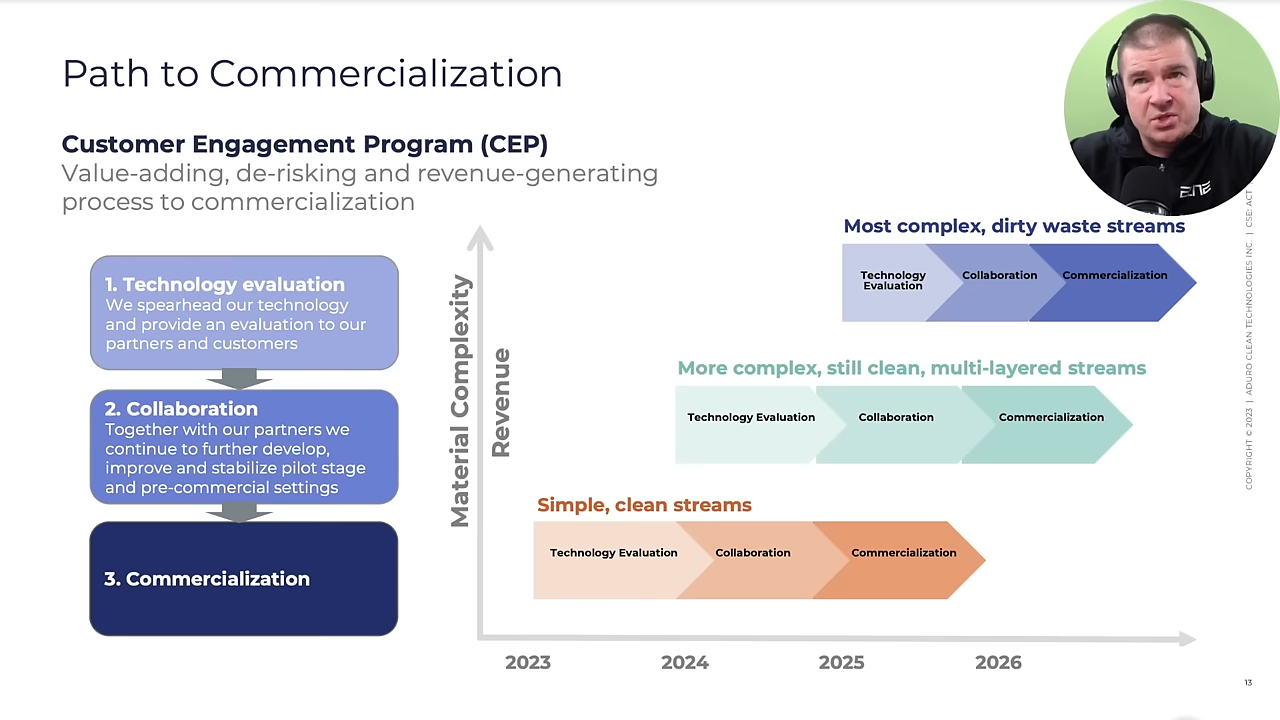 Path to Commercialization
Customer Engagement Program (CEP)
Value-adding, de-risking and revenue-generating
process to commercialization
1. Technology evaluation
We spearhead our technology
and provide an evaluation to our
partners and customers
2. Collaboration
Together with our partners we
continue to further develop,
improve and stabilize pilot stage
and pre-commercial settings
3. Commercialization
Material Complexity
Revenue
Most complex, dirty waste streams
Technology
Evaluation
Collaboration
Commercialization
More complex, still clean, multi-layered streams
Technology Evaluation
Collaboration
Commercialization
Simple, clean streams
Technology Evaluation
Collaboration
Commercialization
2023
2024
2025
2026
COPYRIGHT © 2023 | ADURO CLEAN TECHNOLOGIES INC. | CSE: ACT
13